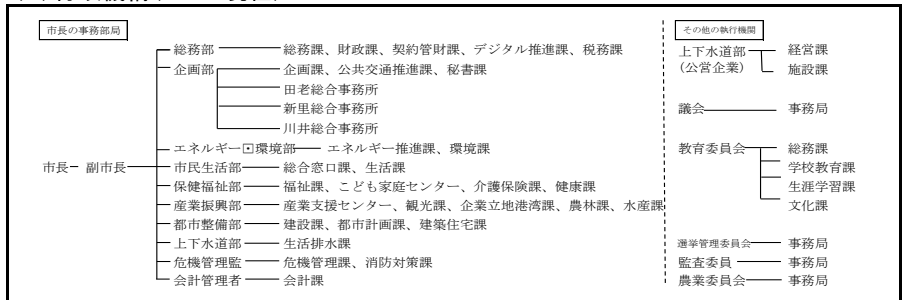 市長の事務部局
総務部 総務課、財政課、契約管財課、デジタル推進課、税務課
企画部 企画課、公共交通推進課、秘書課
田老総合事務所
新里総合事務所
川井総合事務所
エネルギー・環境部 エネルギー推進課、環境課
市長 副市長 市民生活部 総合窓口課、生活課
保健福祉部 福祉課、こども家庭センター、介護保険課、健康課
産業振興部 産業支援センター、観光課、企業立地港湾課、農林課、水産課
都市整備部 建設課、都市計画課、建築住宅課
上下水道部 生活排水課
危機管理監 危機管理課、消防対策課
会計管理者 会計課
その他の執行機関
上下水道部 経営課
(公営企業) 施設課
議会 事務局
教育委員会 総務課
学校教育課
生涯学習課
文化課
選挙管理委員会 事務局
監査委員 事務局
農業委員会 事務局